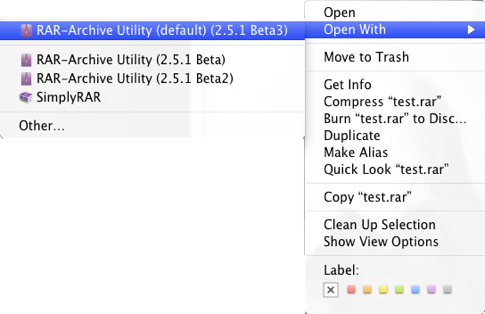 Open
Open With
RAR-Archive Utility (default) (2.5.1 Beta3)
RAR-Archive Utility (2.5.1 Beta)
RAR-Archive Utility (2.5.1 Beta2)
SimplyRAR
Other...
Move to Trash
Get Info
Compress “test.rar”
Burn “test.rar” to Disc...
Duplicate
Make Alias
Quick Look “test.rar”
Copy “test.rar”
Clean Up Selection
Show View Options
Label: